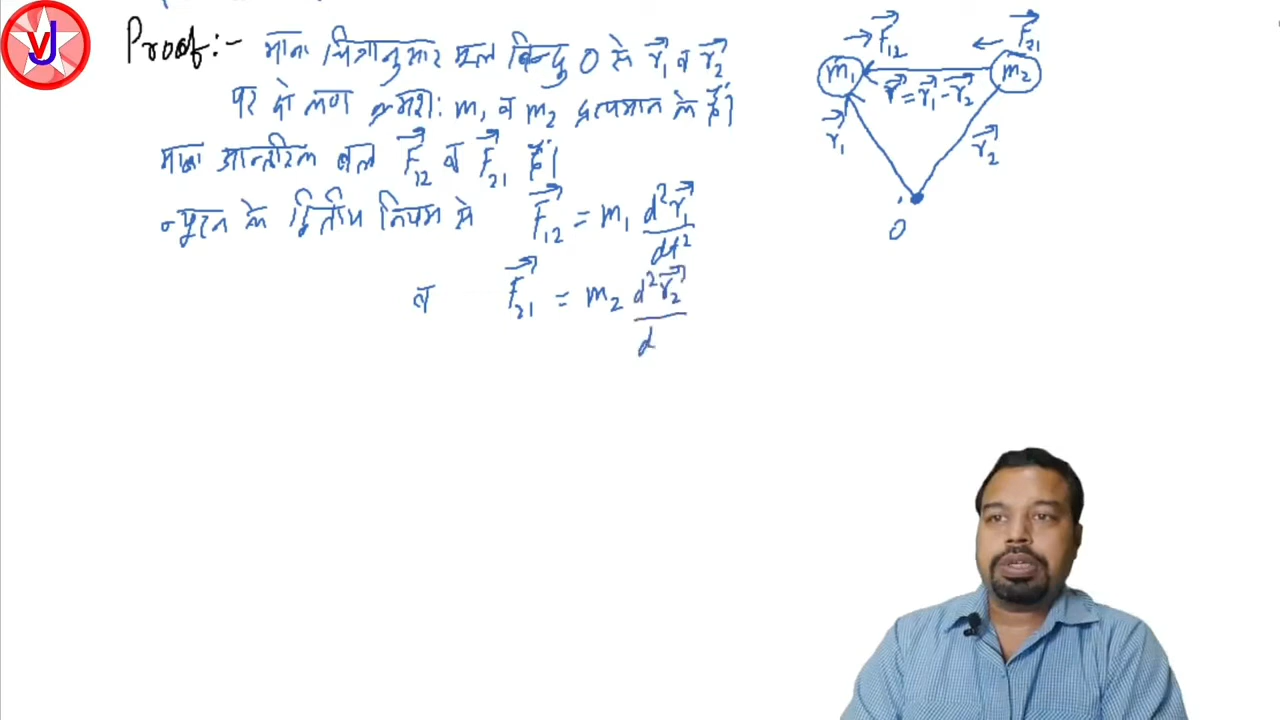 VJ
Proof:- माना चित्रानुसार मूल बिन्दु O से r⃗₁ व r⃗₂
पर दो कण क्रमशः m₁ व m₂ द्रव्यमान के हैं।
माना आन्तरिक बल F⃗₁₂ व F⃗₂₁ हैं।
न्यूटन के द्वितीय नियम से F⃗₁₂ = m₁ d²r⃗₁/dt²
व F⃗₂₁ = m₂ d²r⃗₂/d
F⃗₁₂ F⃗₂₁
m₁ m₂
r⃗ = r⃗₁ - r⃗₂
r⃗₁ r⃗₂
O